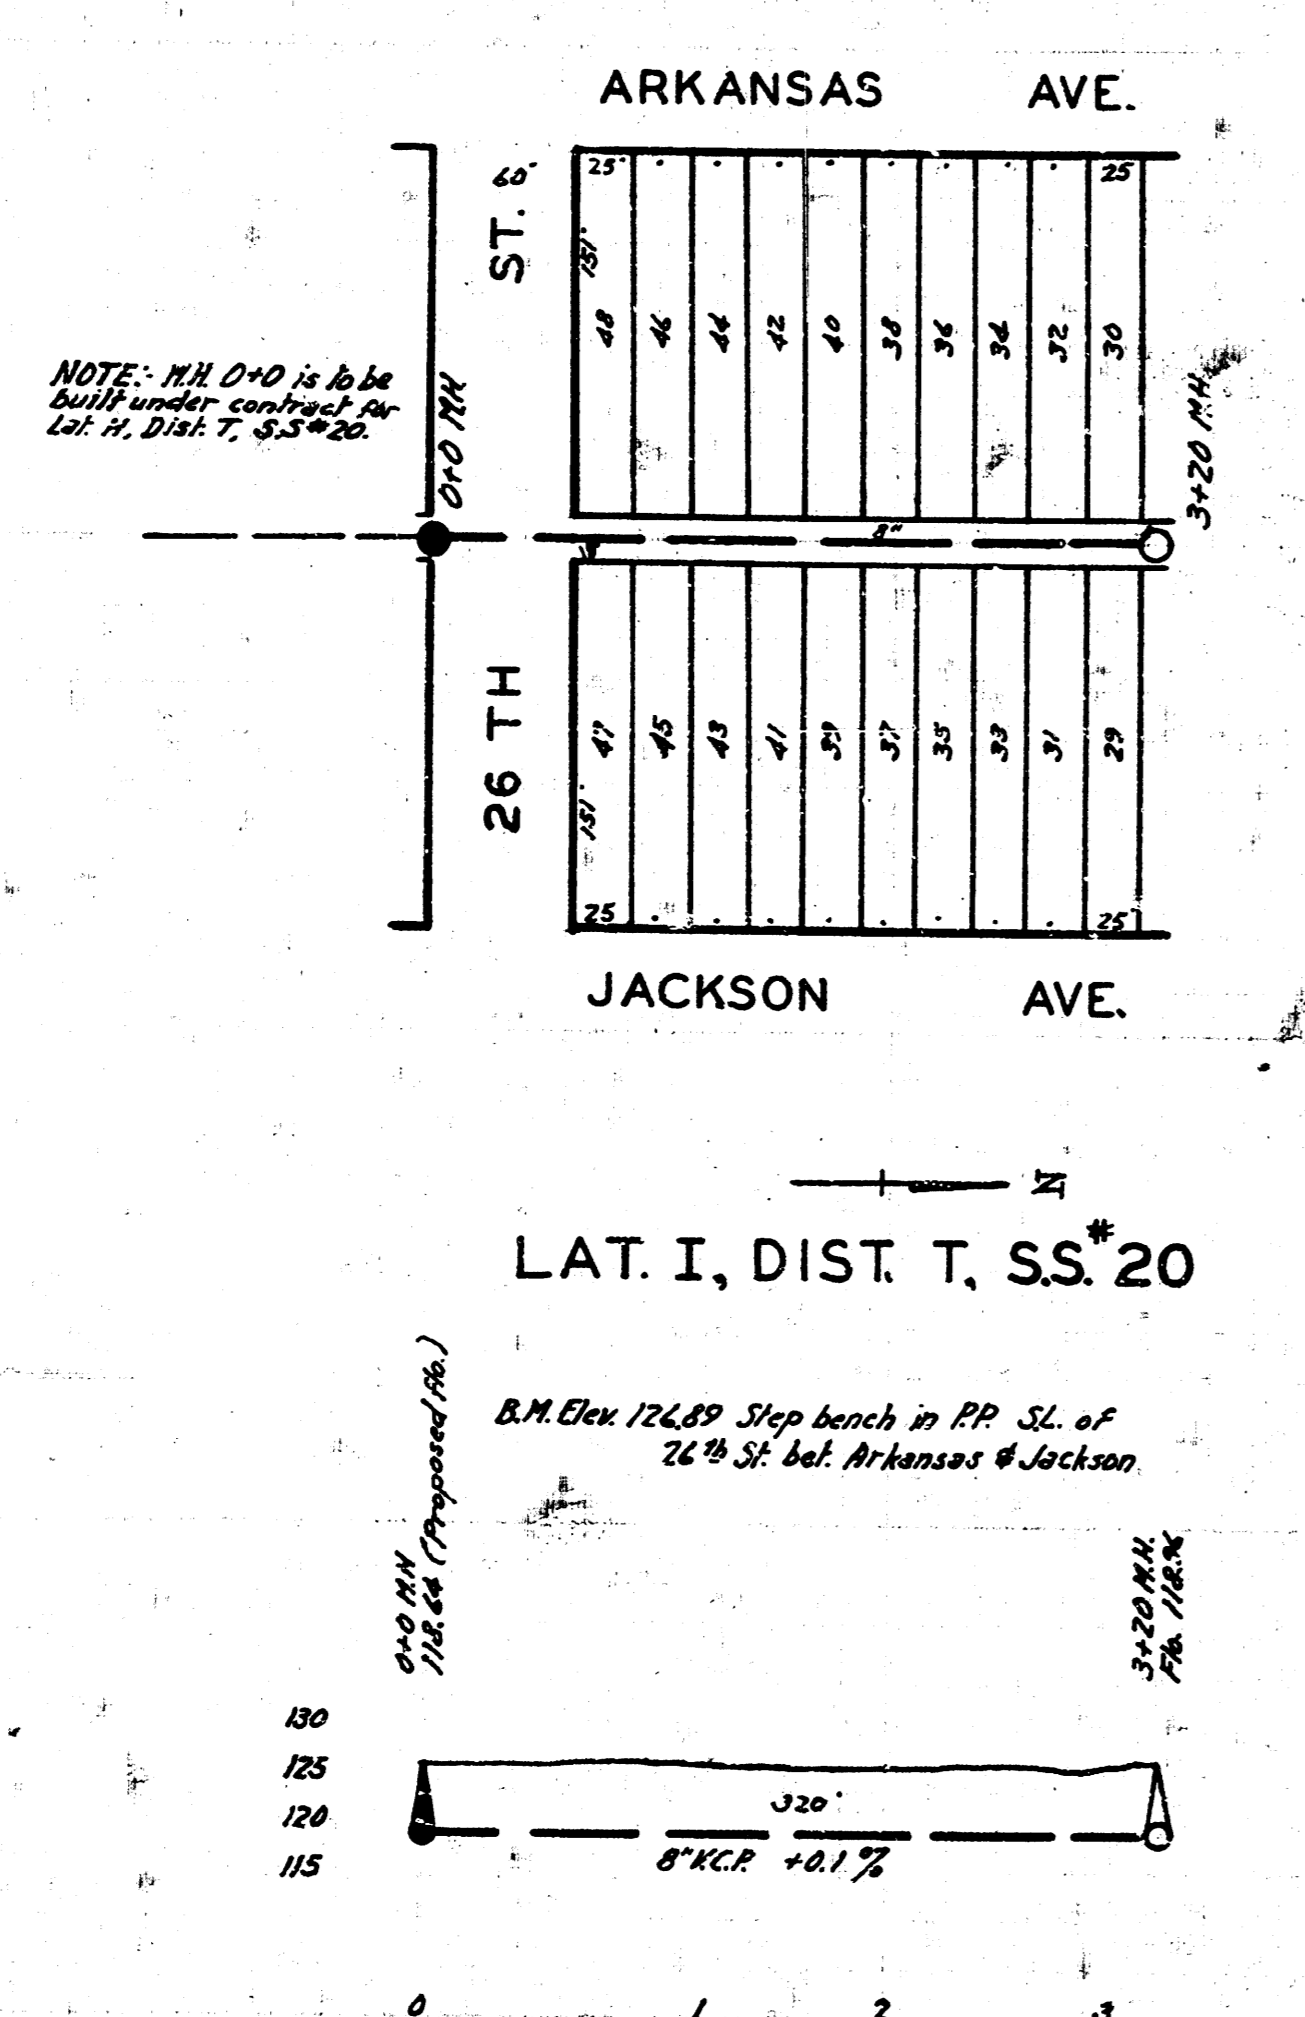 ARKANSAS AVE.
60' ST.
25' 25
151'
48 46 44 42 40 38 36 34 32 30
NOTE:- M.H. 0+0 is to be
built under contract for
Lat. H, Dist. T, S.S #20.
0+0 MH
3+20 MH
8"
26 TH
47 45 43 41 39 37 35 33 31 29
151'
25 25'
JACKSON AVE.
N
LAT. I, DIST. T, S.S. #20
B.M. Elev. 126.89 Step bench in P.P. S.L. of
26th St. bet. Arkansas & Jackson
0+0 M.H
118.64 (Proposed Flo.)
3+20 M.H.
Flo. 118.96
130
125
120
115
320'
8" V.C.P. +0.1 %
0 1 2 3